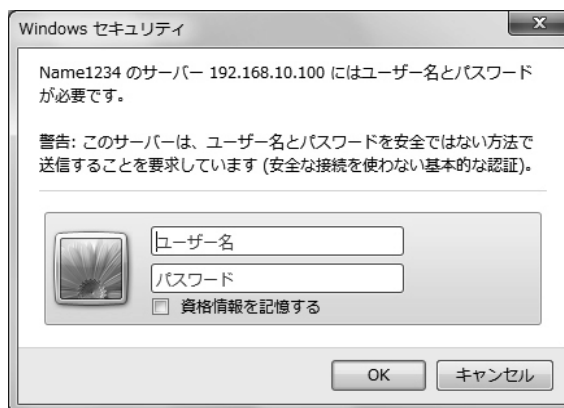 Windows セキュリティ
Name1234 のサーバー 192.168.10.100 にはユーザー名とパスワード
が必要です。
警告: このサーバーは、ユーザー名とパスワードを安全ではない方法で
送信することを要求しています (安全な接続を使わない基本的な認証)。
ユーザー名
パスワード
資格情報を記憶する
OK キャンセル